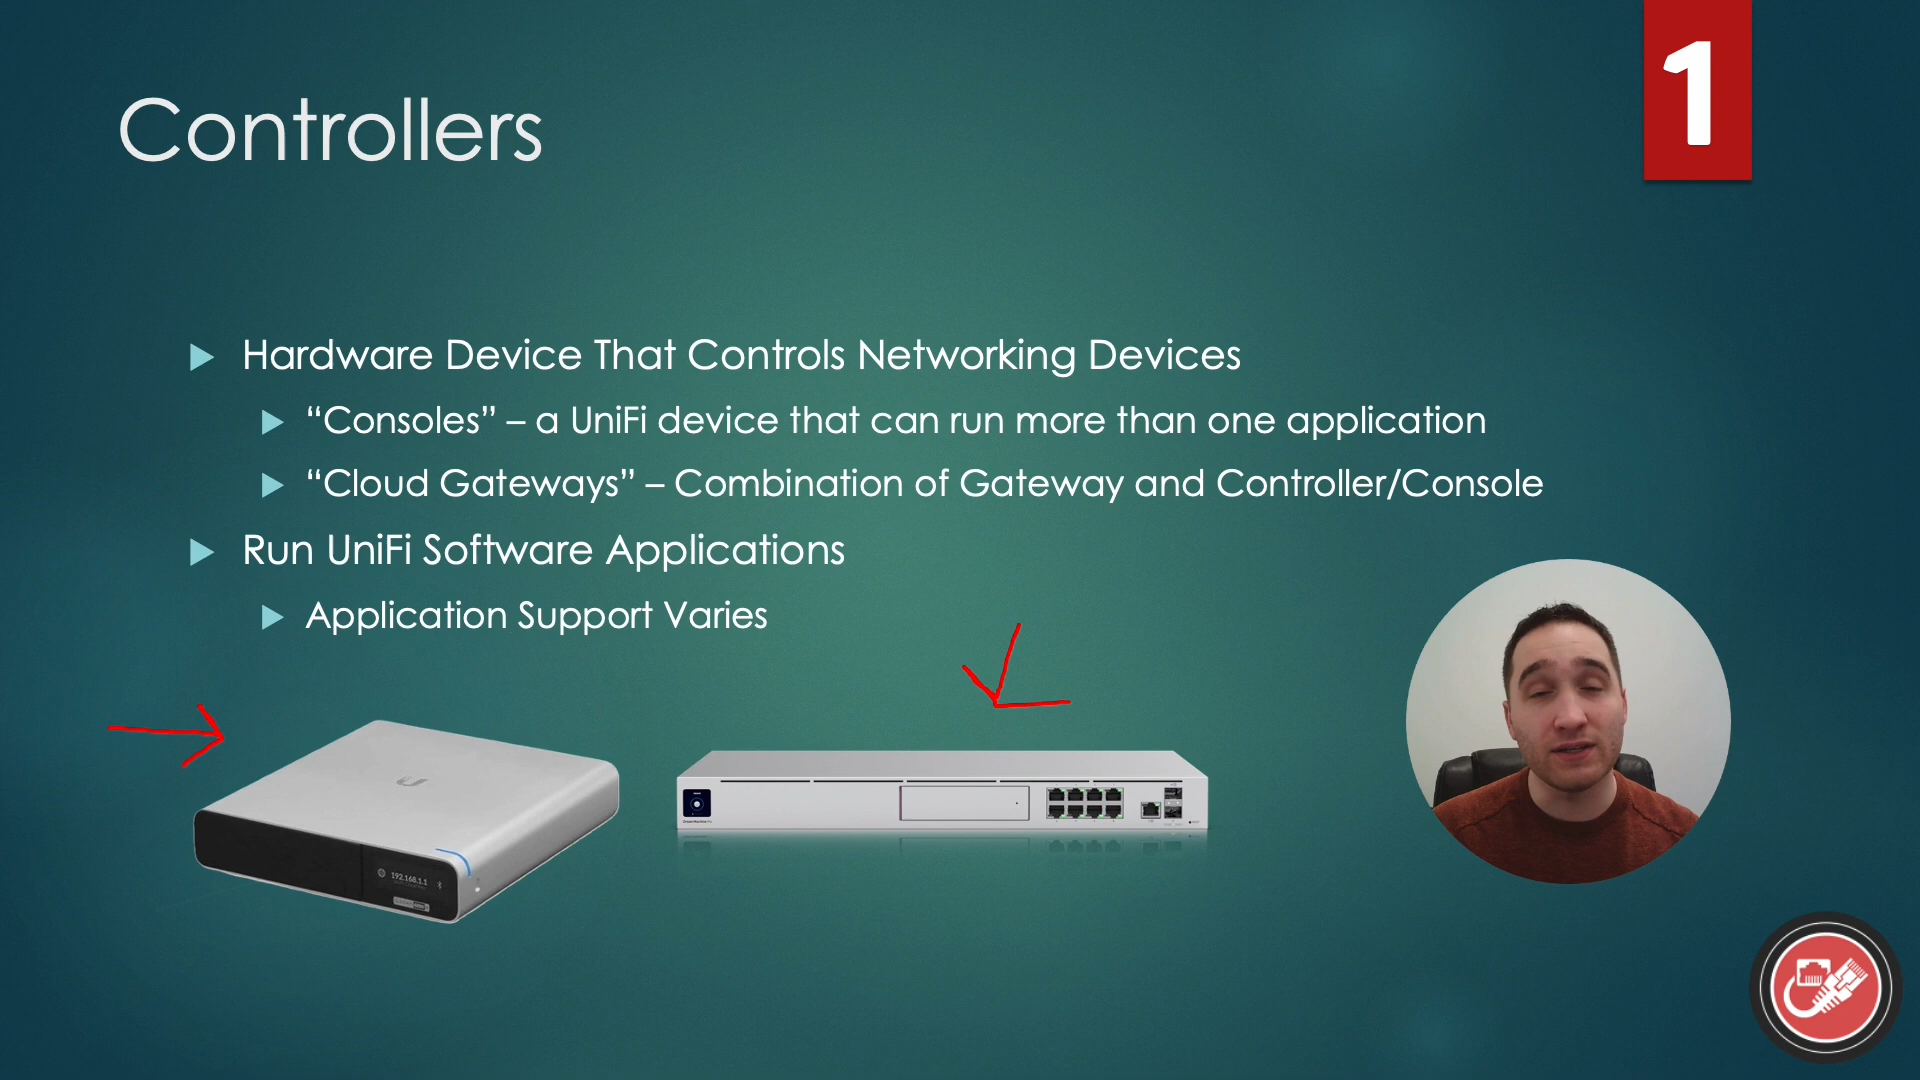 1
Controllers
Hardware Device That Controls Networking Devices
“Consoles” – a UniFi device that can run more than one application
“Cloud Gateways” – Combination of Gateway and Controller/Console
Run UniFi Software Applications
Application Support Varies
192.168.1.1